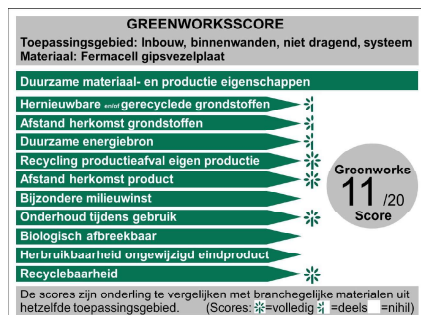 GREENWORKSSCORE
Toepassingsgebied: Inbouw, binnenwanden, niet dragend, systeem
Materiaal: Fermacell gipsvezelplaat
Duurzame materiaal- en productie eigenschappen
Hernieuwbare en/of gerecyclede grondstoffen
Afstand herkomst grondstoffen
Duurzame energiebron
Recycling productieafval eigen productie
Afstand herkomst product
Bijzondere milieuwinst
Onderhoud tijdens gebruik
Biologisch afbreekbaar
Herbruikbaarheid ongewijzigd eindproduct
Recyclebaarheid
Greenworks
11 /20
Score
De scores zijn onderling te vergelijken met branchegelijke materialen uit
hetzelfde toepassingsgebied. (Scores: =volledig =deels =nihil)